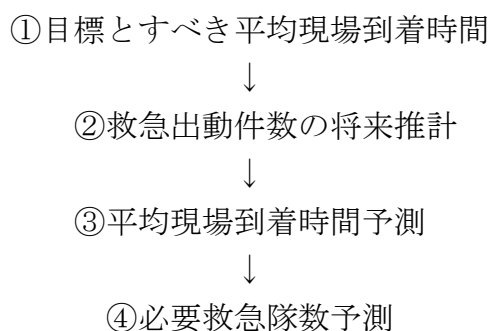 ①目標とすべき平均現場到着時間
↓
②救急出動件数の将来推計
↓
③平均現場到着時間予測
↓
④必要救急隊数予測